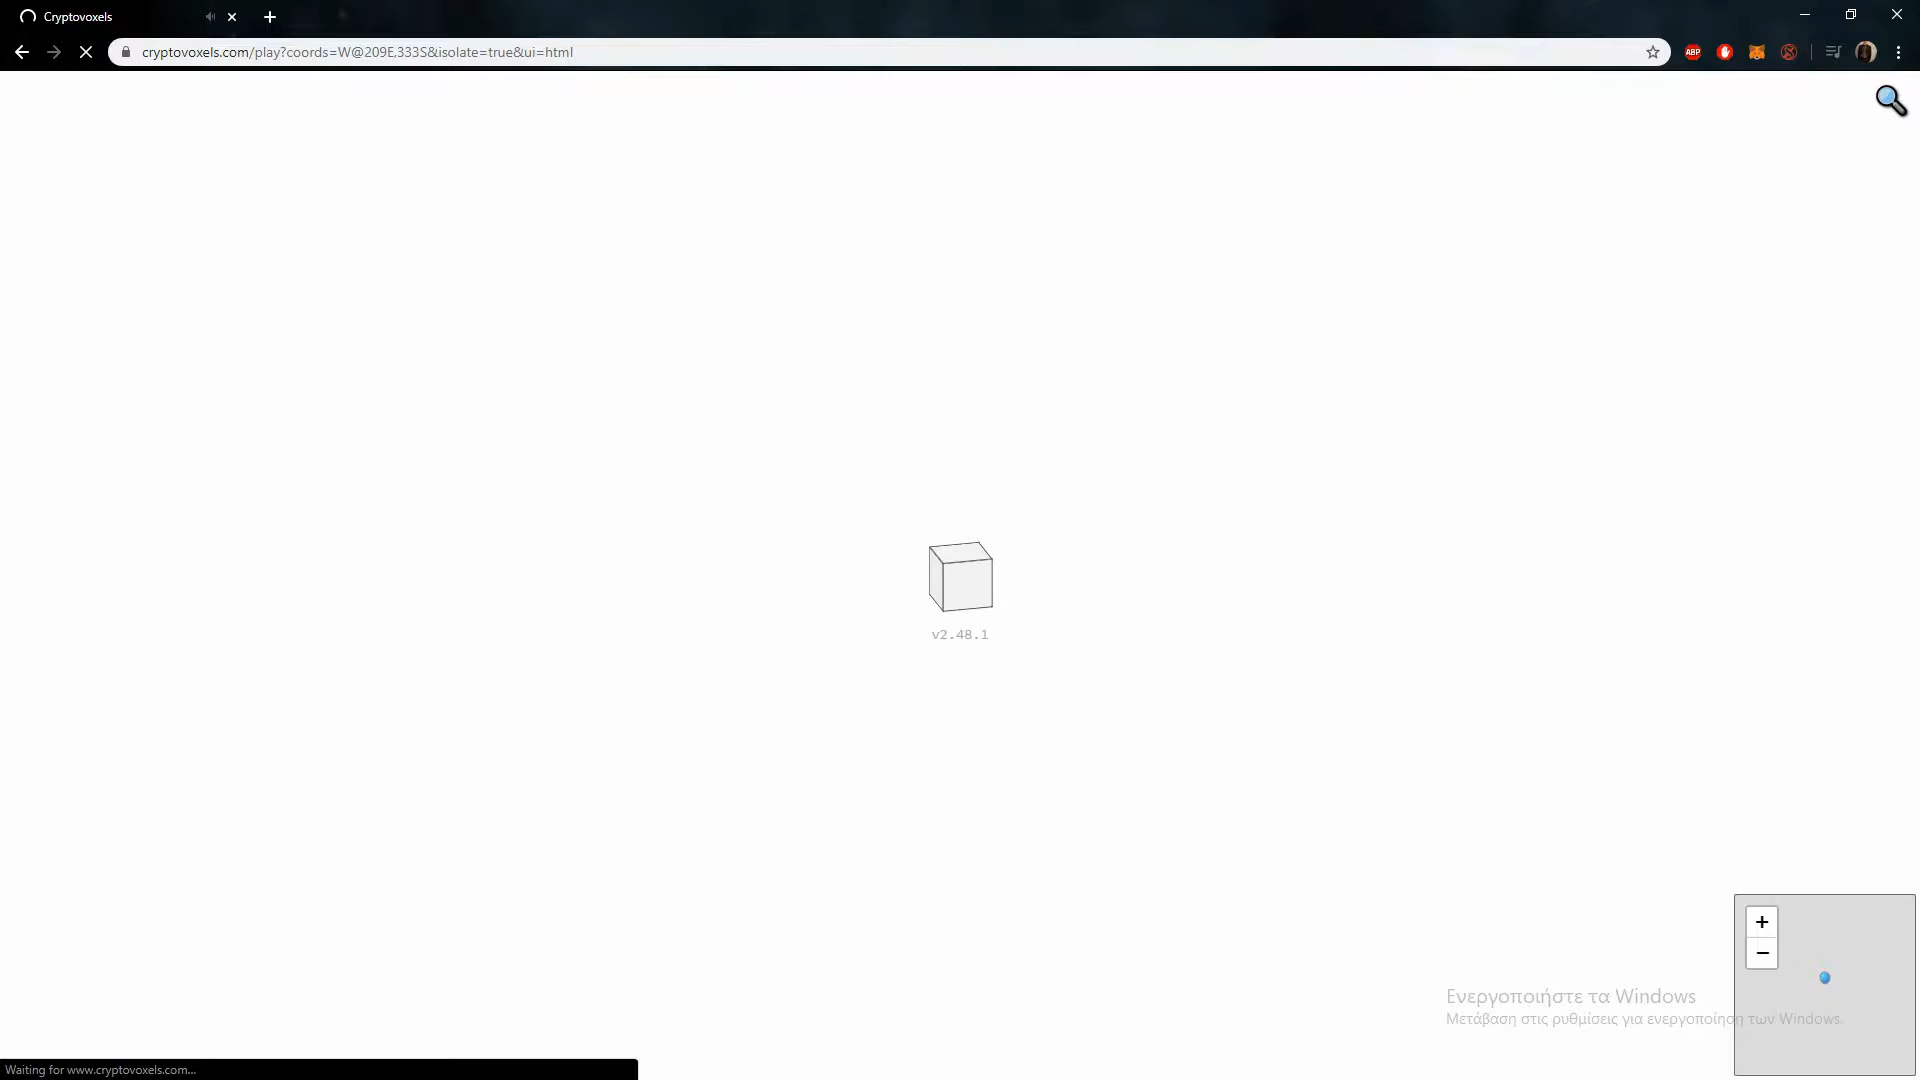 Cryptovoxels
cryptovoxels.com/play?coords=W@209E,333S&isolate=true&ui=html
ABP
v2.48.1
+
−
Ενεργοποιήστε τα Windows
Μετάβαση στις ρυθμίσεις για ενεργοποίηση των Windows.
Waiting for www.cryptovoxels.com...